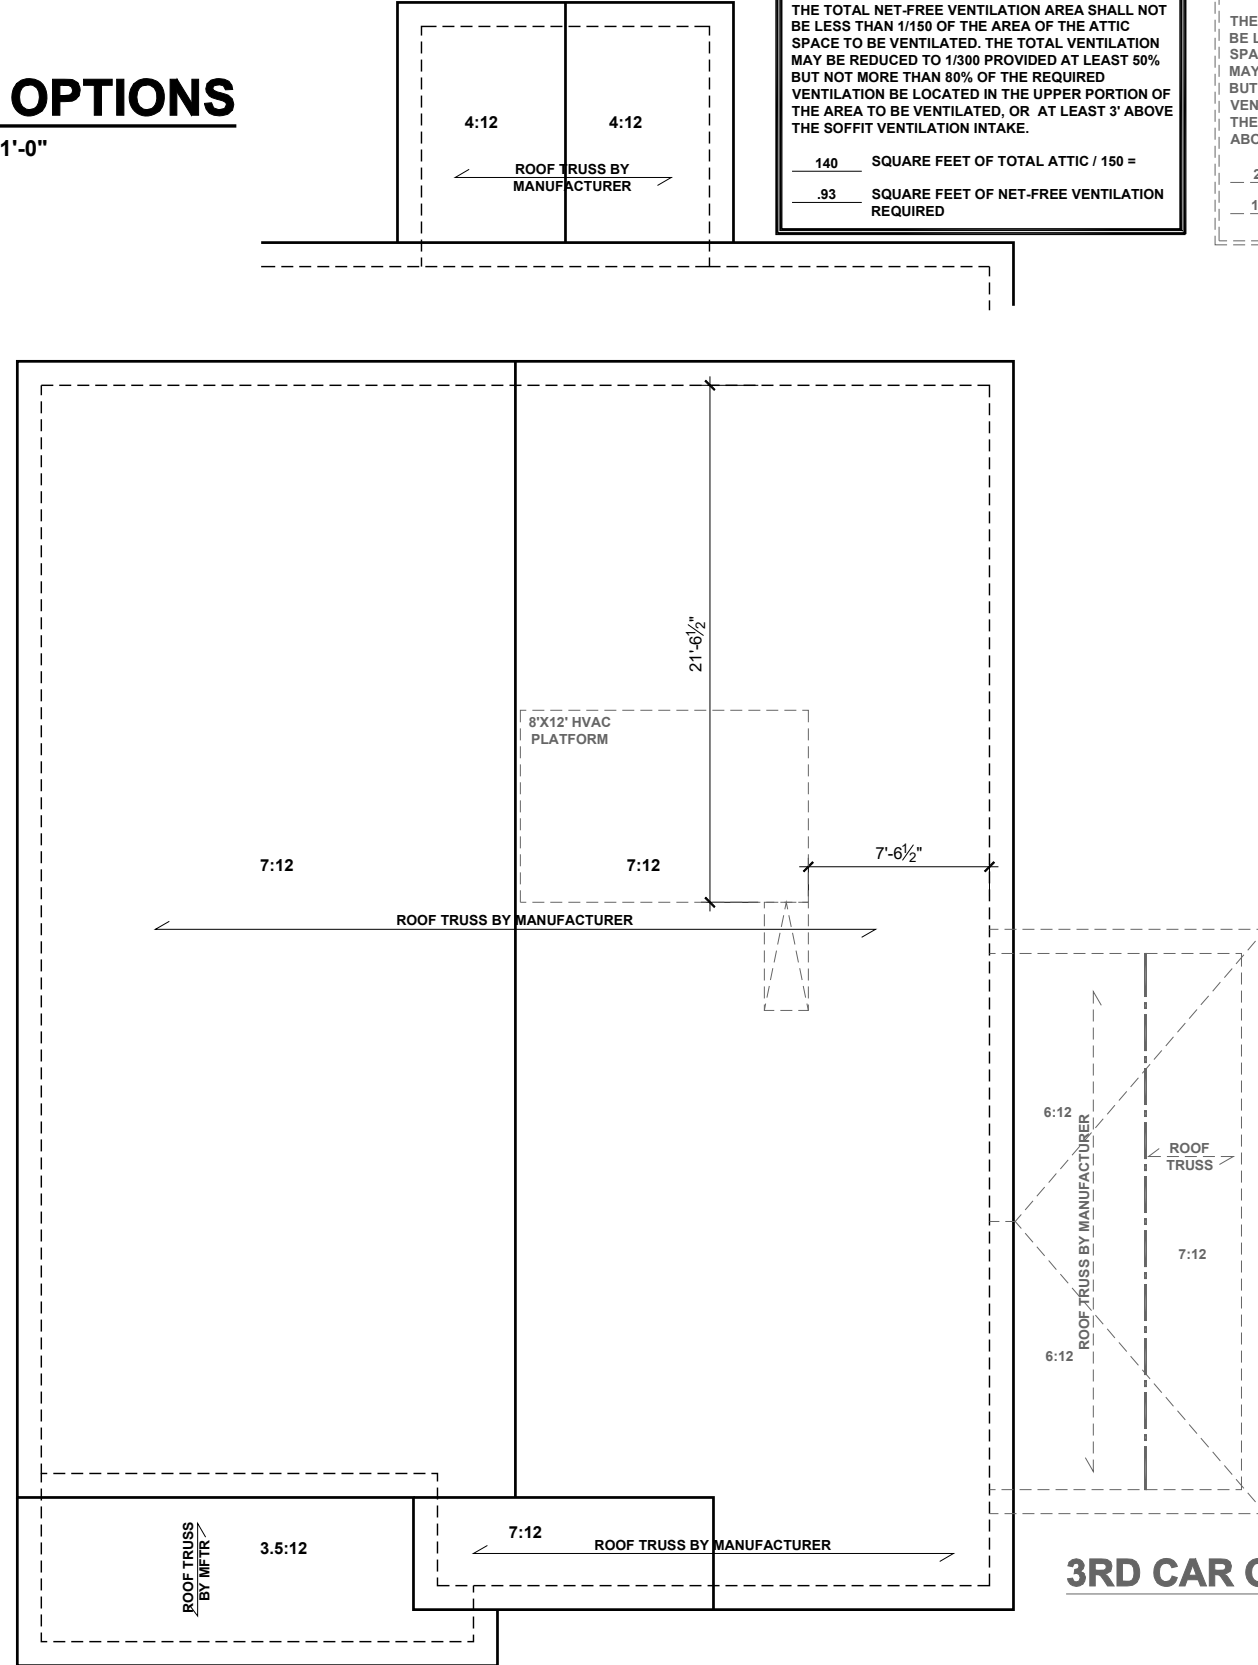 OPTIONS
1'-0"
THE TOTAL NET-FREE VENTILATION AREA SHALL NOT
BE LESS THAN 1/150 OF THE AREA OF THE ATTIC
SPACE TO BE VENTILATED. THE TOTAL VENTILATION
MAY BE REDUCED TO 1/300 PROVIDED AT LEAST 50%
BUT NOT MORE THAN 80% OF THE REQUIRED
VENTILATION BE LOCATED IN THE UPPER PORTION OF
THE AREA TO BE VENTILATED, OR AT LEAST 3' ABOVE
THE SOFFIT VENTILATION INTAKE.
140 SQUARE FEET OF TOTAL ATTIC / 150 =
.93 SQUARE FEET OF NET-FREE VENTILATION
REQUIRED
THE
BE L
SPA
MAY
BUT
VEN
THE
ABO
2
1
4:12
4:12
ROOF TRUSS BY
MANUFACTURER
21'-6½"
8'X12' HVAC
PLATFORM
7:12
7:12
7'-6½"
ROOF TRUSS BY MANUFACTURER
6:12
ROOF TRUSS BY MANUFACTURER
ROOF
TRUSS
7:12
6:12
ROOF TRUSS
BY MFTR
3.5:12
7:12
ROOF TRUSS BY MANUFACTURER
3RD CAR